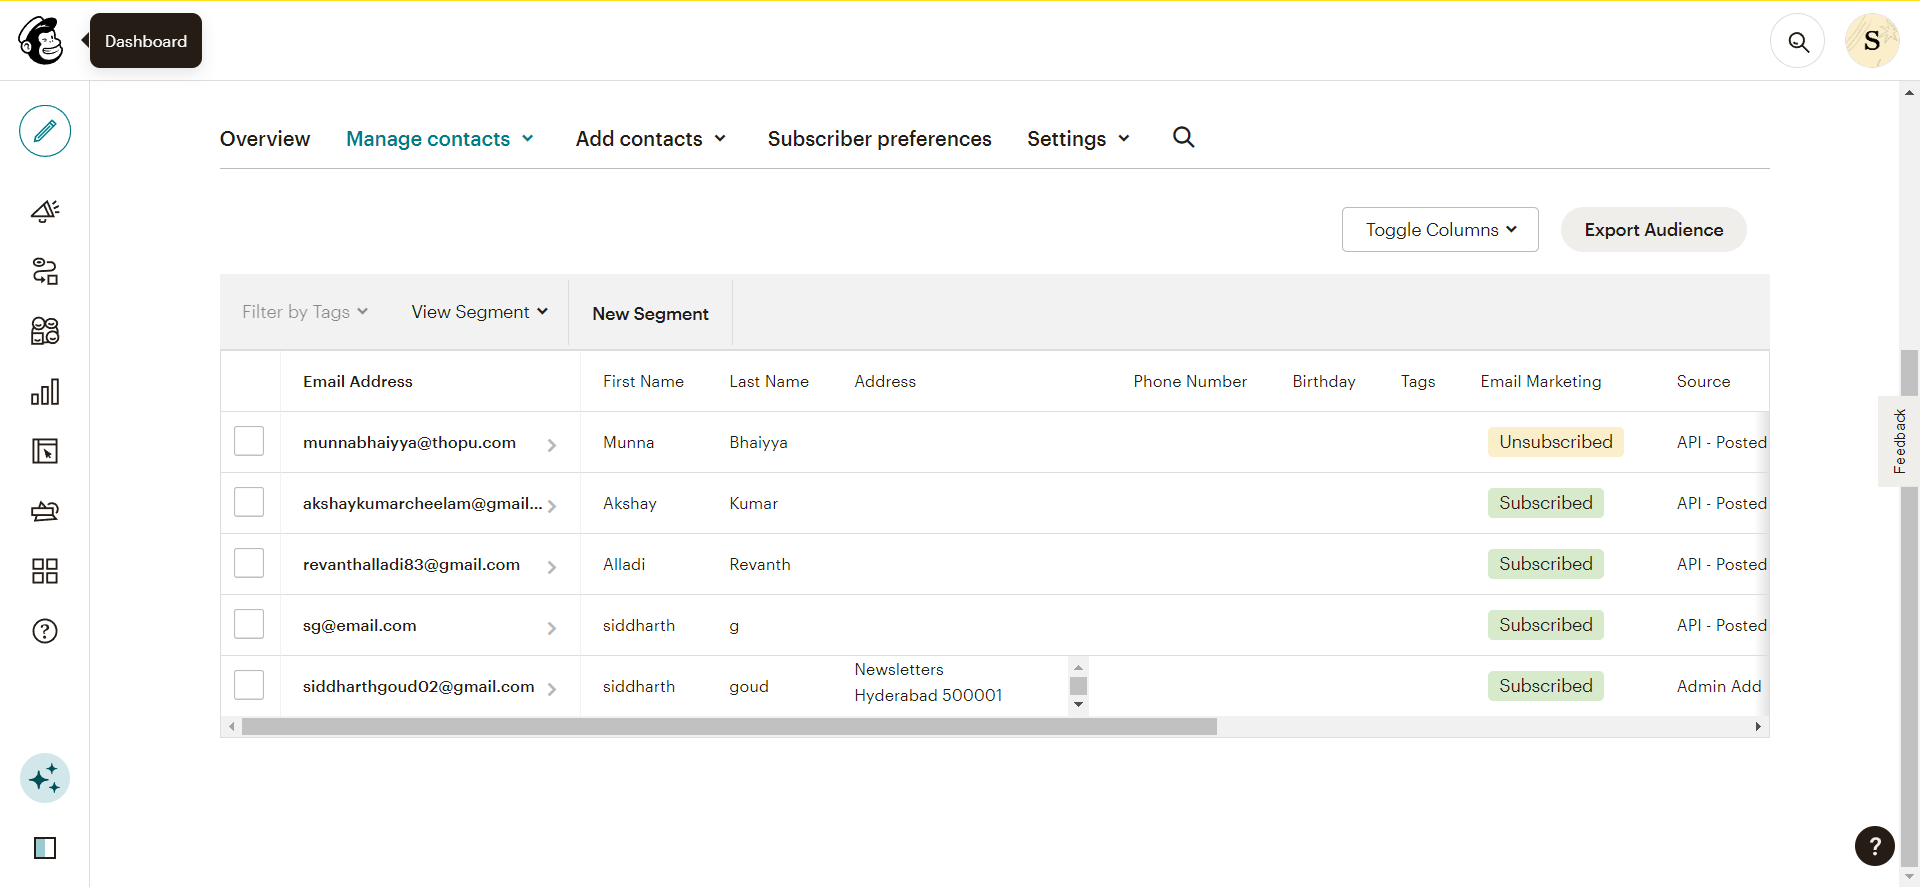 Dashboard
S
Overview Manage contacts Add contacts Subscriber preferences Settings
Toggle Columns Export Audience
Filter by Tags View Segment New Segment
Email Address First Name Last Name Address Phone Number Birthday Tags Email Marketing Source
munnabhaiyya@thopu.com Munna Bhaiyya Unsubscribed API - Posted
akshaykumarcheelam@gmail... Akshay Kumar Subscribed API - Posted
revanthalladi83@gmail.com Alladi Revanth Subscribed API - Posted
sg@email.com siddharth g Subscribed API - Posted
siddharthgoud02@gmail.com siddharth goud Newsletters
Hyderabad 500001 Subscribed Admin Add
Feedback
?